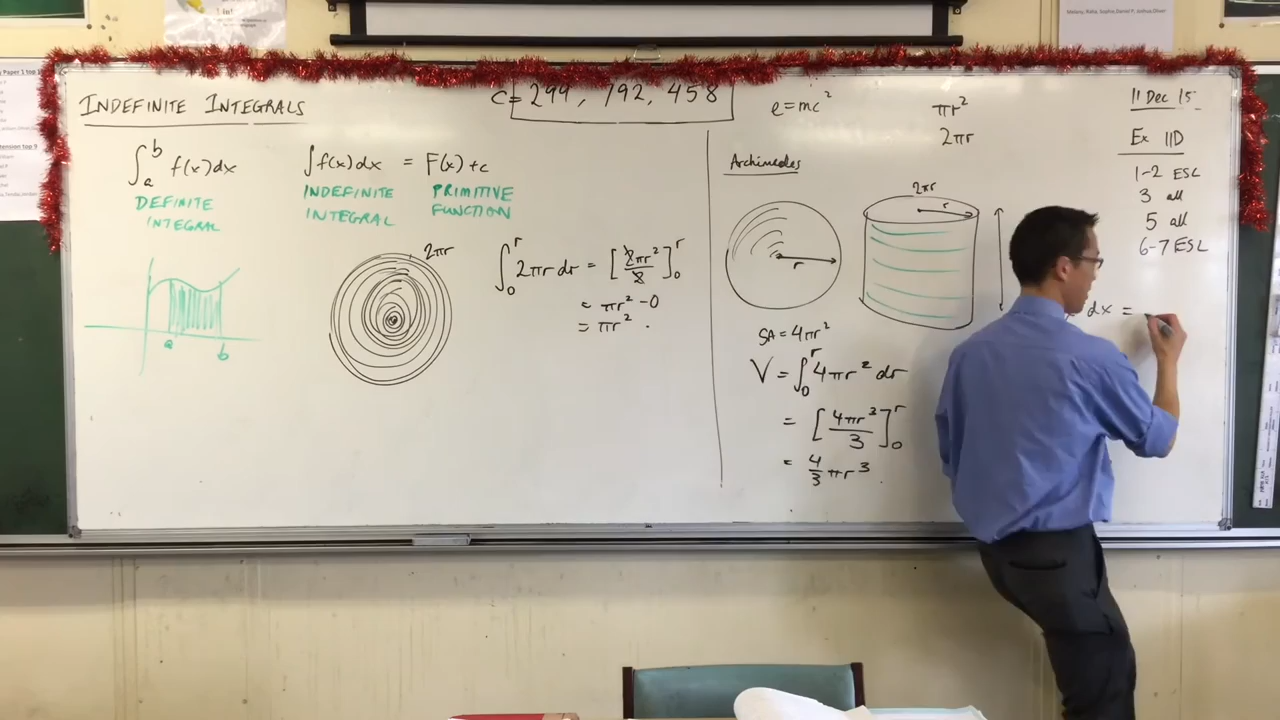 INDEFINITE INTEGRALS
c = 299, 792, 458
e = mc²
πr²
2πr
11 Dec 15
Ex 11D
1-2 ESL
3 all
5 all
6-7 ESL
∫ₐᵇ f(x)dx
DEFINITE
INTEGRAL
∫f(x)dx = F(x)+c
INDEFINITE PRIMITIVE
INTEGRAL FUNCTION
a b
2πr
∫₀ʳ 2πr dr = [2πr²/2]₀ʳ
= πr² - 0
= πr².
Archimedes
r
2πr
r
SA = 4πr²
V = ∫₀ʳ 4πr² dr
= [4πr³/3]₀ʳ
= 4/3 πr³.
dx =